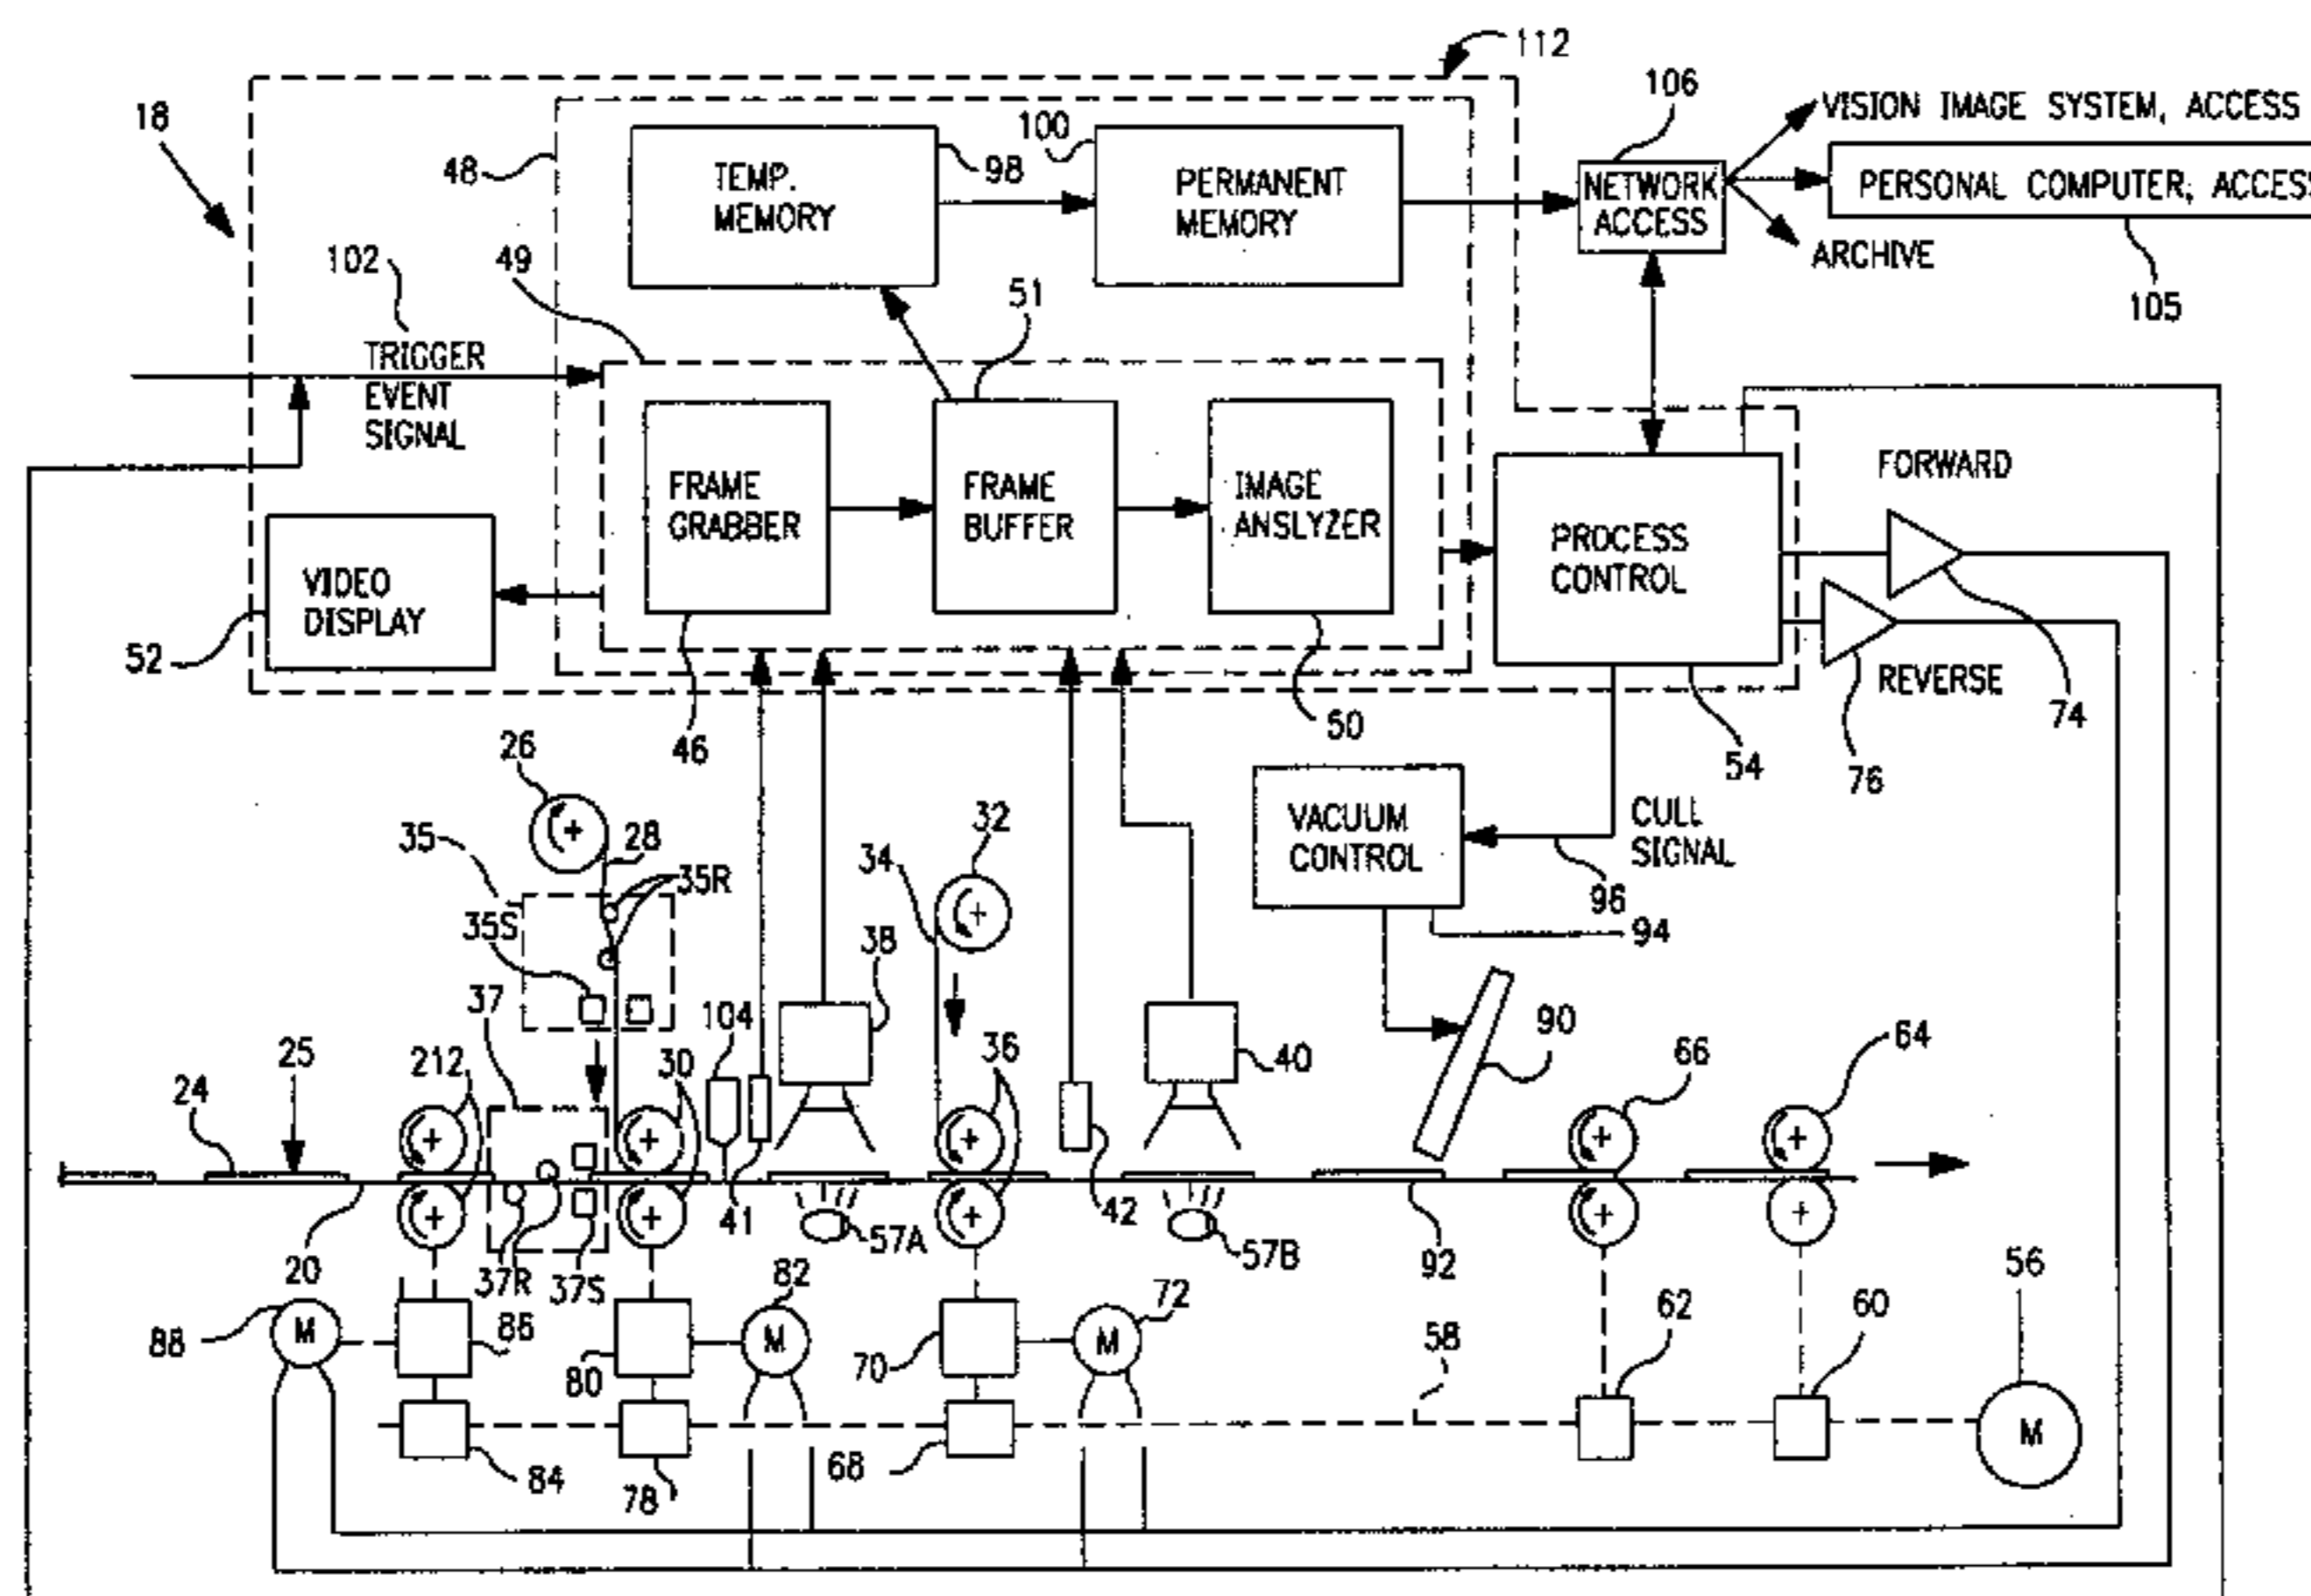 112
18
106
VISION IMAGE SYSTEM, ACCESS
48
TEMP.
MEMORY
98
100
PERMANENT
MEMORY
NETWORK
ACCESS
PERSONAL COMPUTER, ACCESS
ARCHIVE
105
102
49
51
TRIGGER
EVENT
SIGNAL
FRAME
GRABBER
FRAME
BUFFER
IMAGE
ANSLYZER
PROCESS
CONTROL
FORWARD
REVERSE
VIDEO
DISPLAY
52
46
50
54
76
74
26
28
35
35R
35S
37
34
32
38
VACUUM
CONTROL
CULL
SIGNAL
96
94
104
25
24
212
30
36
40
90
66
64
20
37R
37S
41
57A
42
57B
92
56
88
M
86
80
82
M
70
72
M
58
62
60
M
84
78
68